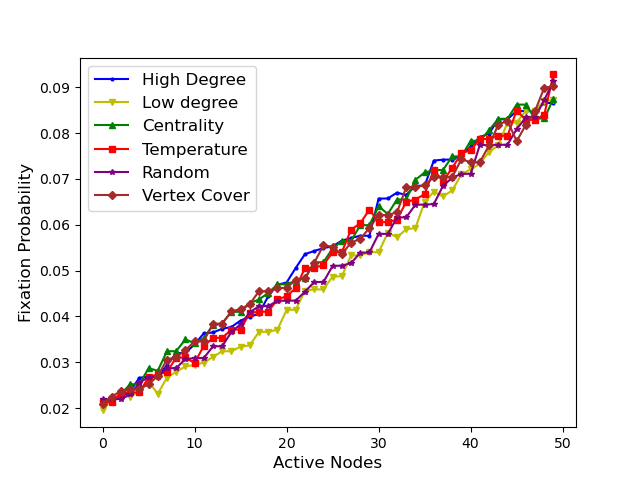 High Degree
Low degree
Centrality
Temperature
Random
Vertex Cover
0.09
0.08
0.07
0.06
0.05
0.04
0.03
0.02
Fixation Probability
0 10 20 30 40 50
Active Nodes